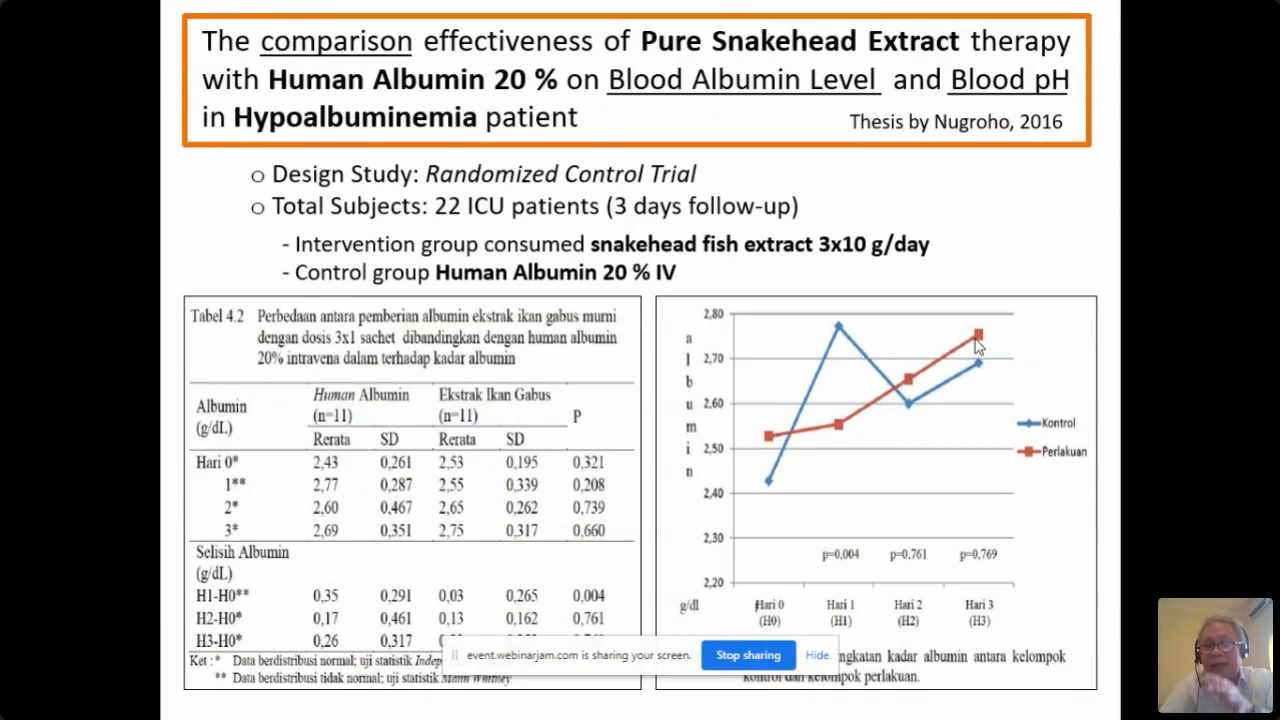 The comparison effectiveness of Pure Snakehead Extract therapy
with Human Albumin 20 % on Blood Albumin Level and Blood pH
in Hypoalbuminemia patient
Thesis by Nugroho, 2016
o Design Study: Randomized Control Trial
o Total Subjects: 22 ICU patients (3 days follow-up)
- Intervention group consumed snakehead fish extract 3x10 g/day
- Control group Human Albumin 20 % IV
Tabel 4.2 Perbedaan antara pemberian albumin ekstrak ikan gabus murni
dengan dosis 3x1 sachet dibandingkan dengan human albumin
20% intravena dalam terhadap kadar albumin
Albumin (g/dL) Human Albumin (n=11) Ekstrak Ikan Gabus (n=11) P
Rerata SD Rerata SD
Hari 0* 2,43 0,261 2,53 0,195 0,321
1** 2,77 0,287 2,55 0,339 0,208
2* 2,60 0,467 2,65 0,262 0,739
3* 2,69 0,351 2,75 0,317 0,660
Selisih Albumin
(g/dL)
H1-H0** 0,35 0,291 0,03 0,265 0,004
H2-H0* 0,17 0,461 0,13 0,162 0,761
H3-H0* 0,26 0,317
Ket : * Data berdistribusi normal; uji statistik
** Data berdistribusi tidak normal; uji statistik Mann Whitney
albumin
2,80
2,70
2,60
2,50
2,40
2,30
2,20
Kontrol
Perlakuan
p=0,004 p=0,761 p=0,769
g/dl Hari 0 Hari 1 Hari 2 Hari 3
(H0) (H1) (H2) (H3)
kadar albumin antara kelompok
kontrol dan kelompok perlakuan.
event.webinarjam.com is sharing your screen.
Stop sharing
Hide